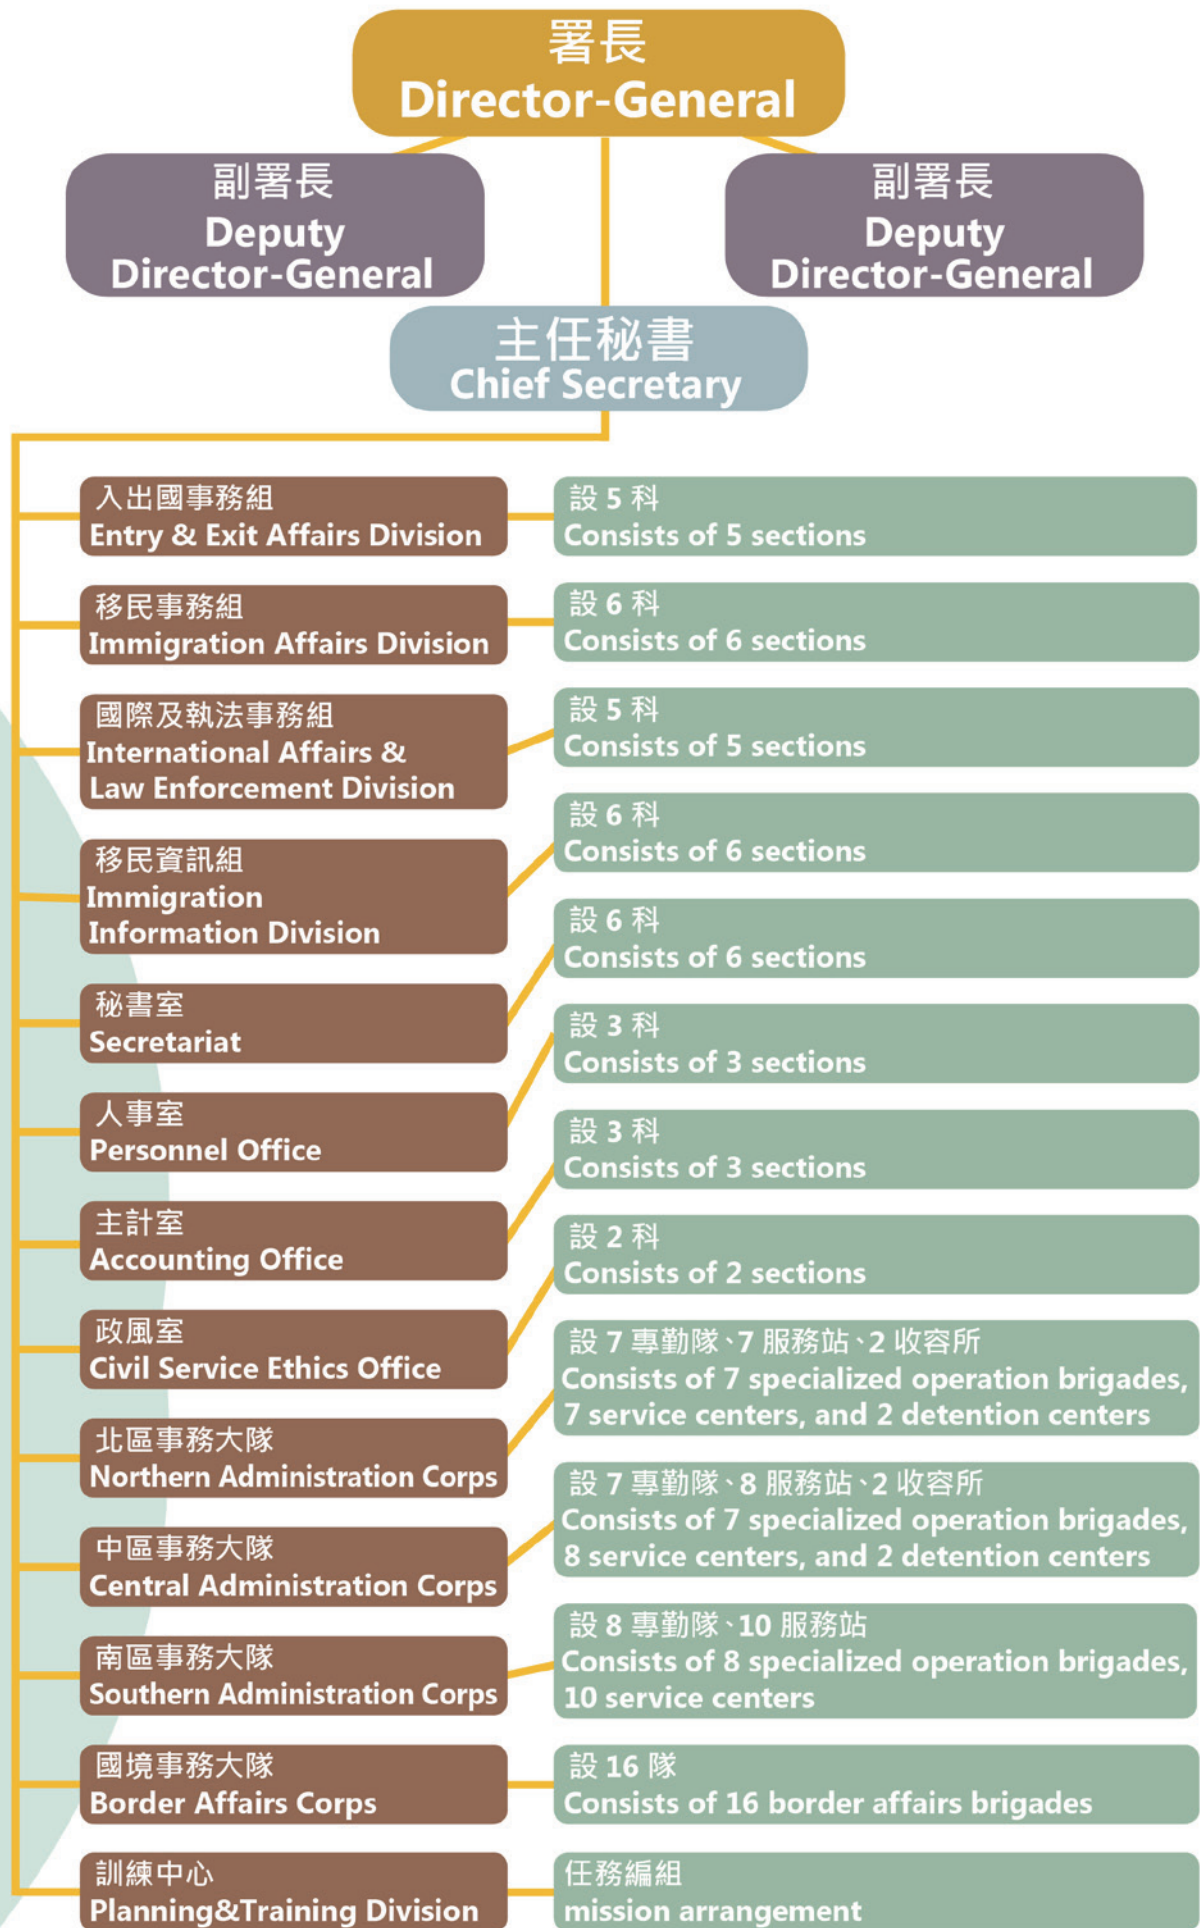 署長
Director-General
副署長
Deputy
Director-General
副署長
Deputy
Director-General
主任秘書
Chief Secretary
入出國事務組
Entry & Exit Affairs Division
設 5 科
Consists of 5 sections
移民事務組
Immigration Affairs Division
設 6 科
Consists of 6 sections
國際及執法事務組
International Affairs &
Law Enforcement Division
設 5 科
Consists of 5 sections
移民資訊組
Immigration
Information Division
設 6 科
Consists of 6 sections
秘書室
Secretariat
設 6 科
Consists of 6 sections
人事室
Personnel Office
設 3 科
Consists of 3 sections
主計室
Accounting Office
設 3 科
Consists of 3 sections
政風室
Civil Service Ethics Office
設 2 科
Consists of 2 sections
北區事務大隊
Northern Administration Corps
設 7 專勤隊、7 服務站、2 收容所
Consists of 7 specialized operation brigades,
7 service centers, and 2 detention centers
中區事務大隊
Central Administration Corps
設 7 專勤隊、8 服務站、2 收容所
Consists of 7 specialized operation brigades,
8 service centers, and 2 detention centers
南區事務大隊
Southern Administration Corps
設 8 專勤隊、10 服務站
Consists of 8 specialized operation brigades,
10 service centers
國境事務大隊
Border Affairs Corps
設 16 隊
Consists of 16 border affairs brigades
訓練中心
Planning&Training Division
任務編組
mission arrangement